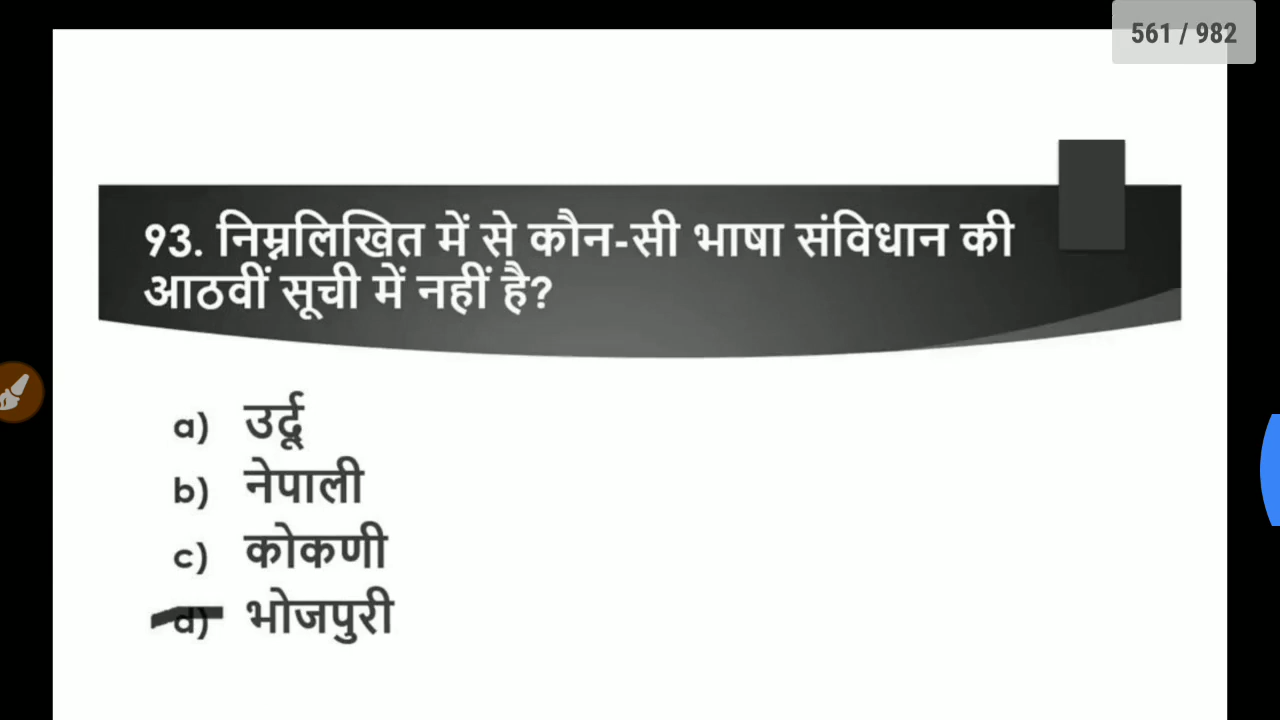 561 / 982
93. निम्नलिखित में से कौन-सी भाषा संविधान की
आठवीं सूची में नहीं है?
a) उर्दू
b) नेपाली
c) कोकणी
d) भोजपुरी